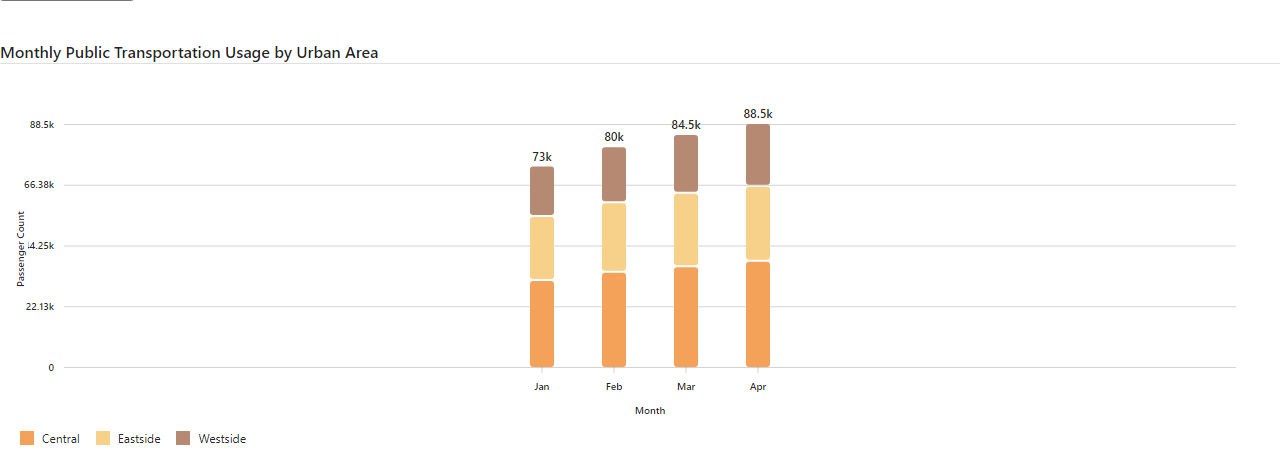 Monthly Public Transportation Usage by Urban Area
88.5k
66.38k
22.13k
0
Passenger Count
73k
80k
84.5k
88.5k
Jan
Feb
Mar
Apr
Month
Central
Eastside
Westside